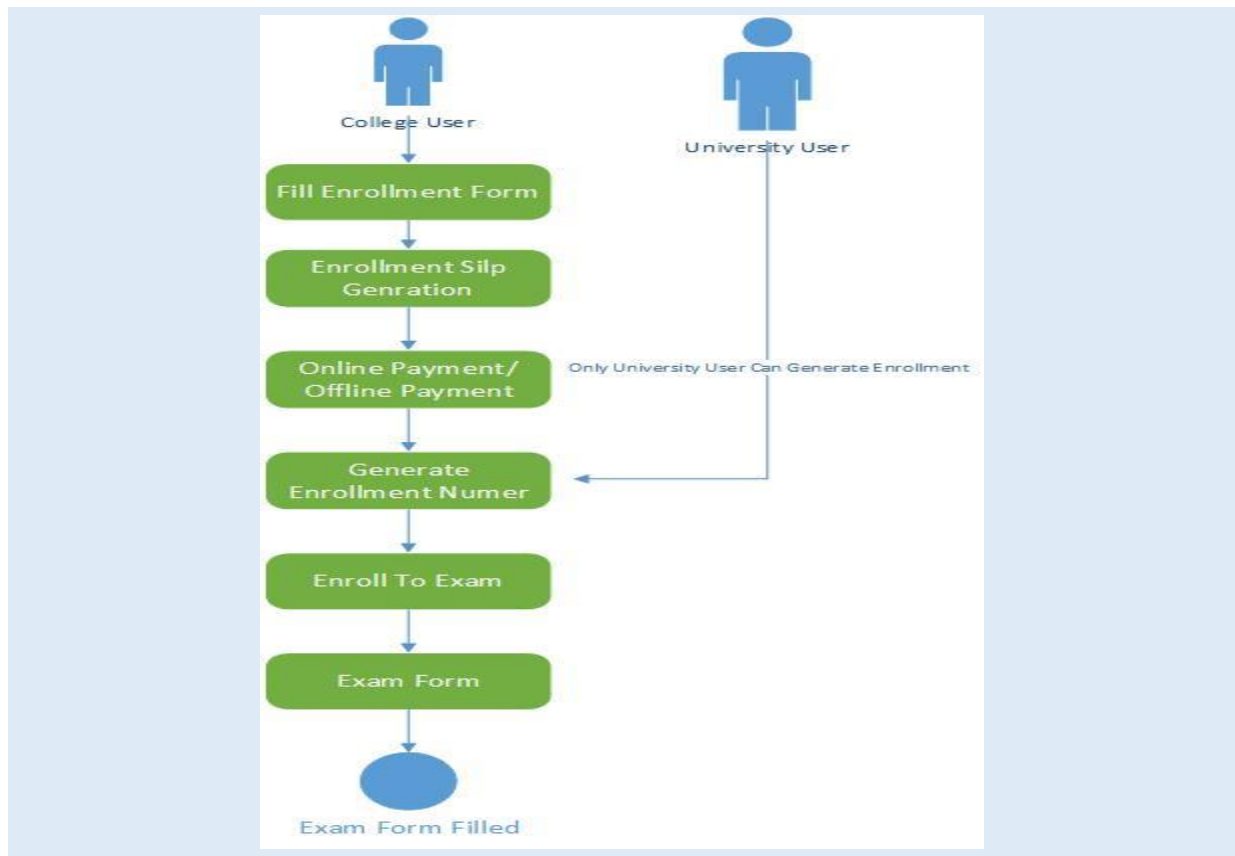 College User
University User
Fill Enrollment Form
Enrollment Silp
Genration
Online Payment/
Offline Payment
Only University User Can Generate Enrollment
Generate
Enrollment Numer
Enroll To Exam
Exam Form
Exam Form Filled